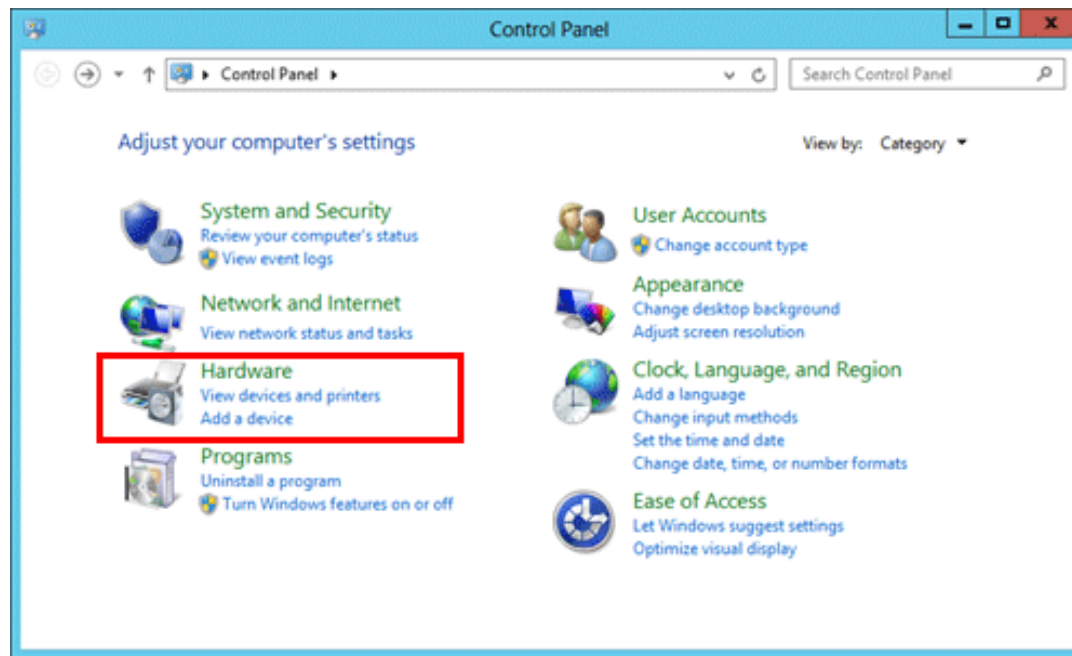 Control Panel
Control Panel
Search Control Panel
Adjust your computer's settings
View by: Category
System and Security
Review your computer's status
View event logs
Network and Internet
View network status and tasks
Hardware
View devices and printers
Add a device
Programs
Uninstall a program
Turn Windows features on or off
User Accounts
Change account type
Appearance
Change desktop background
Adjust screen resolution
Clock, Language, and Region
Add a language
Change input methods
Set the time and date
Change date, time, or number formats
Ease of Access
Let Windows suggest settings
Optimize visual display